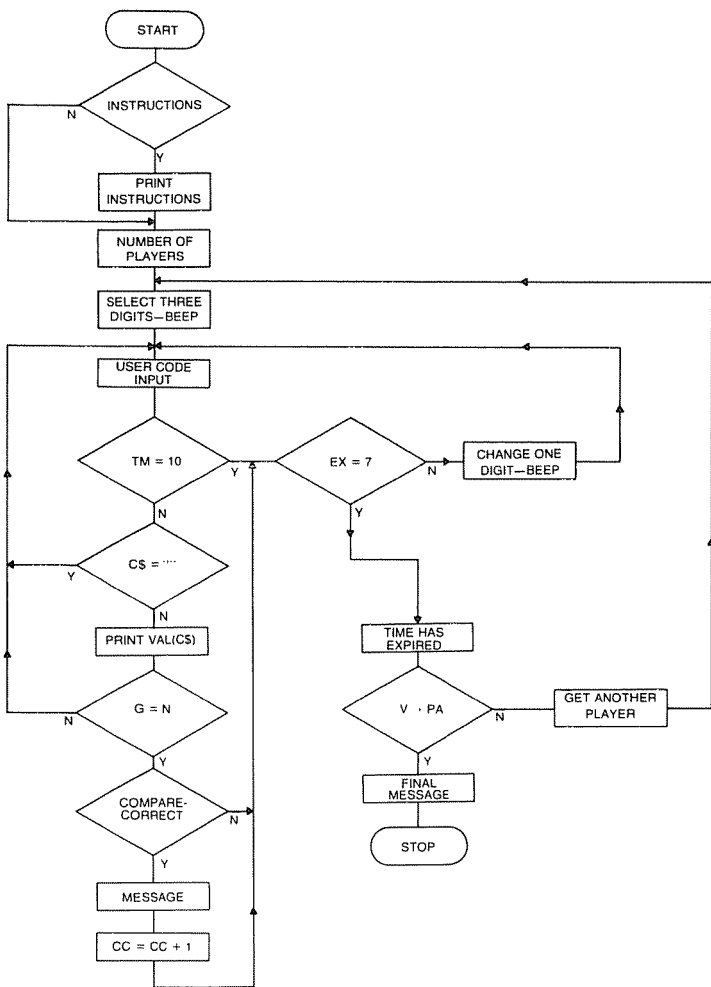 START
INSTRUCTIONS
N
Y
PRINT
INSTRUCTIONS
NUMBER OF
PLAYERS
SELECT THREE
DIGITS—BEEP
USER CODE
INPUT
TM = 10
Y
N
EX = 7
N
Y
CHANGE ONE
DIGIT—BEEP
C$ = ""
Y
N
PRINT VAL(C$)
TIME HAS
EXPIRED
G = N
N
Y
V PA
N
Y
GET ANOTHER
PLAYER
FINAL
MESSAGE
COMPARE-
CORRECT
N
Y
STOP
MESSAGE
CC = CC + 1